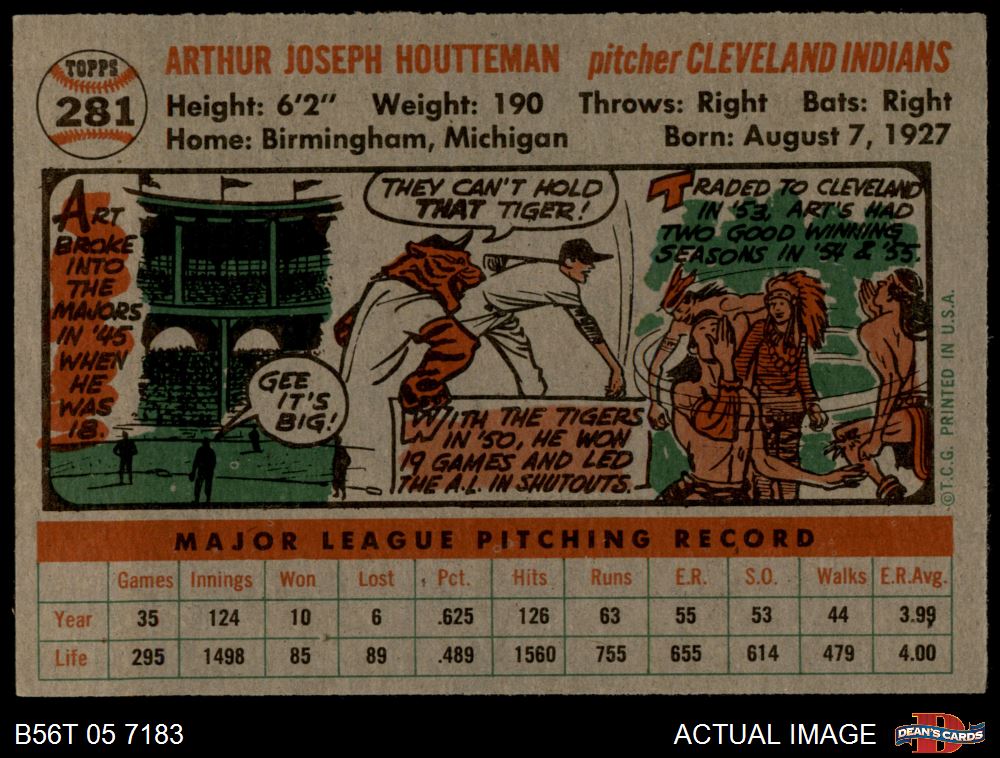 TOPPS
281
ARTHUR JOSEPH HOUTTEMAN pitcher CLEVELAND INDIANS
Height: 6'2" Weight: 190 Throws: Right Bats: Right
Home: Birmingham, Michigan Born: August 7, 1927
ART
BROKE
INTO
THE
MAJORS
IN '45
WHEN
HE
WAS
18.
GEE
IT'S
BIG!
THEY CAN'T HOLD
THAT TIGER!
WITH THE TIGERS
IN '50, HE WON
19 GAMES AND LED
THE A.L. IN SHUTOUTS.
TRADED TO CLEVELAND
IN '53, ART'S HAD
TWO GOOD WINNING
SEASONS IN '54 & '55.
©T.C.G. PRINTED IN U.S.A.
MAJOR LEAGUE PITCHING RECORD
Games Innings Won Lost Pct. Hits Runs E.R. S.O. Walks E.R.Avg.
Year 35 124 10 6 .625 126 63 55 53 44 3.99
Life 295 1498 85 89 .489 1560 755 655 614 479 4.00
B56T 05 7183 ACTUAL IMAGE
DEAN'S CARDS